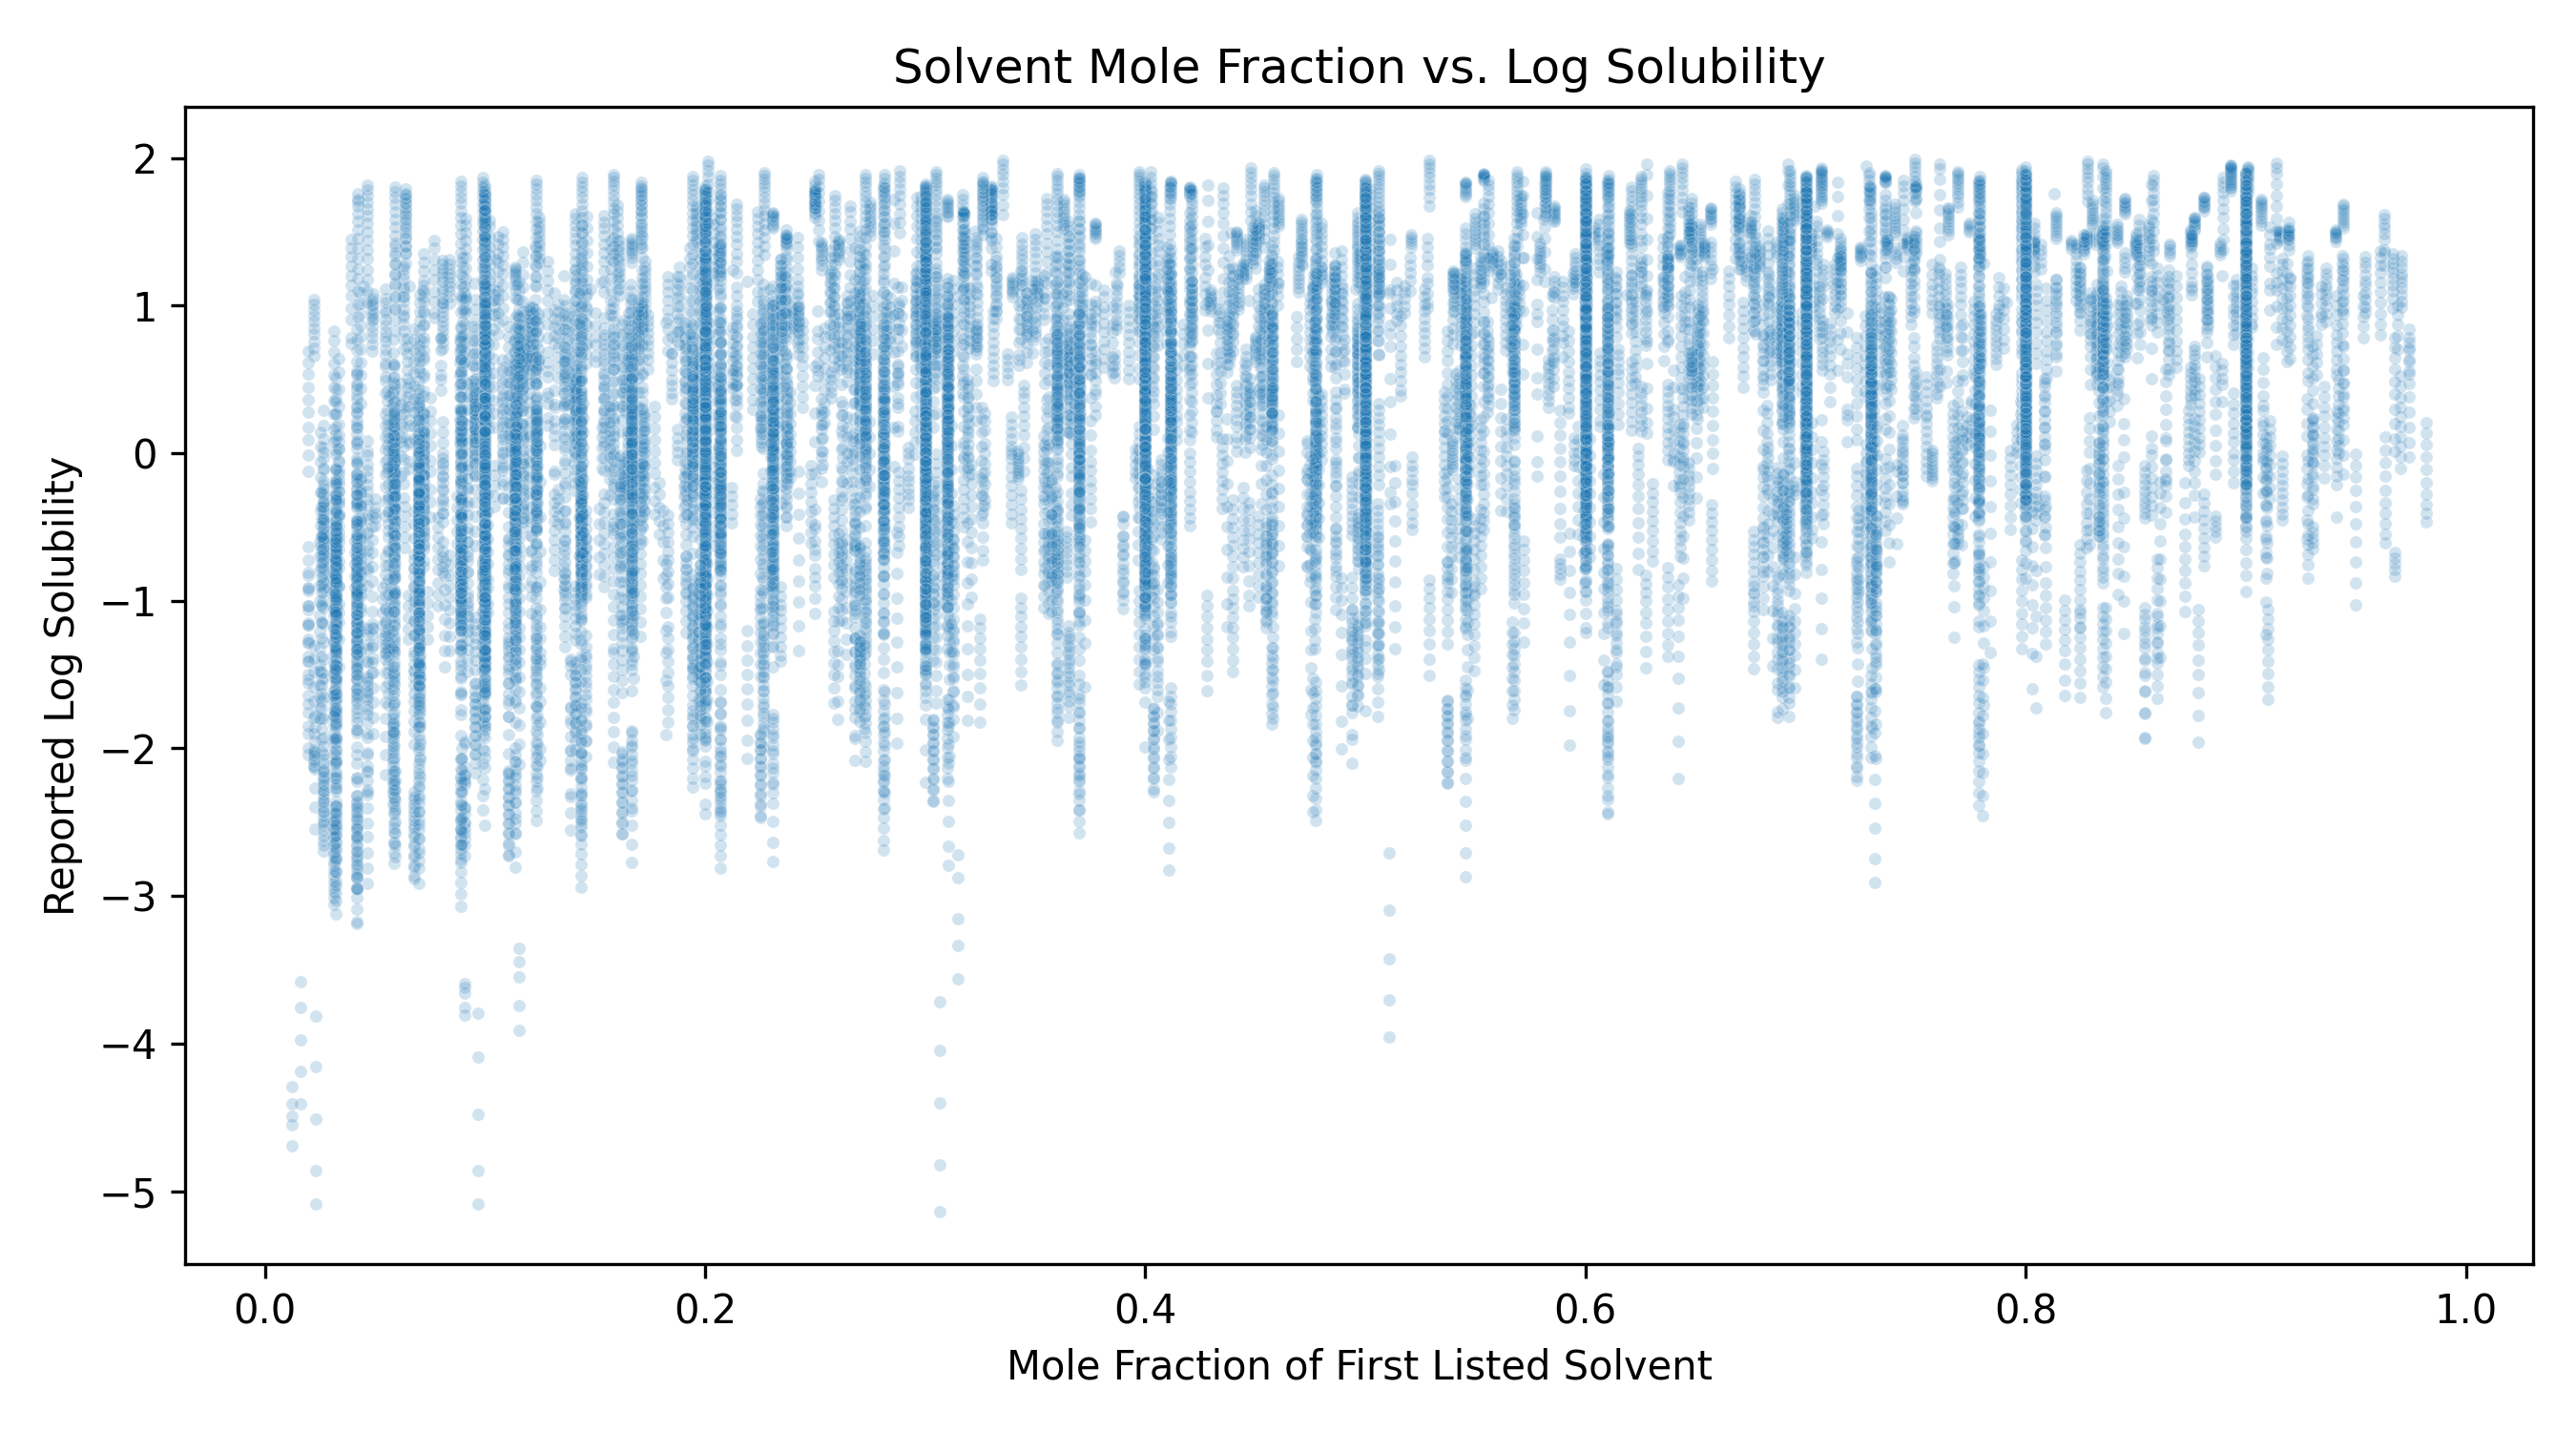 Solvent Mole Fraction vs. Log Solubility
Reported Log Solubility
2
1
0
−1
−2
−3
−4
−5
0.0 0.2 0.4 0.6 0.8 1.0
Mole Fraction of First Listed Solvent